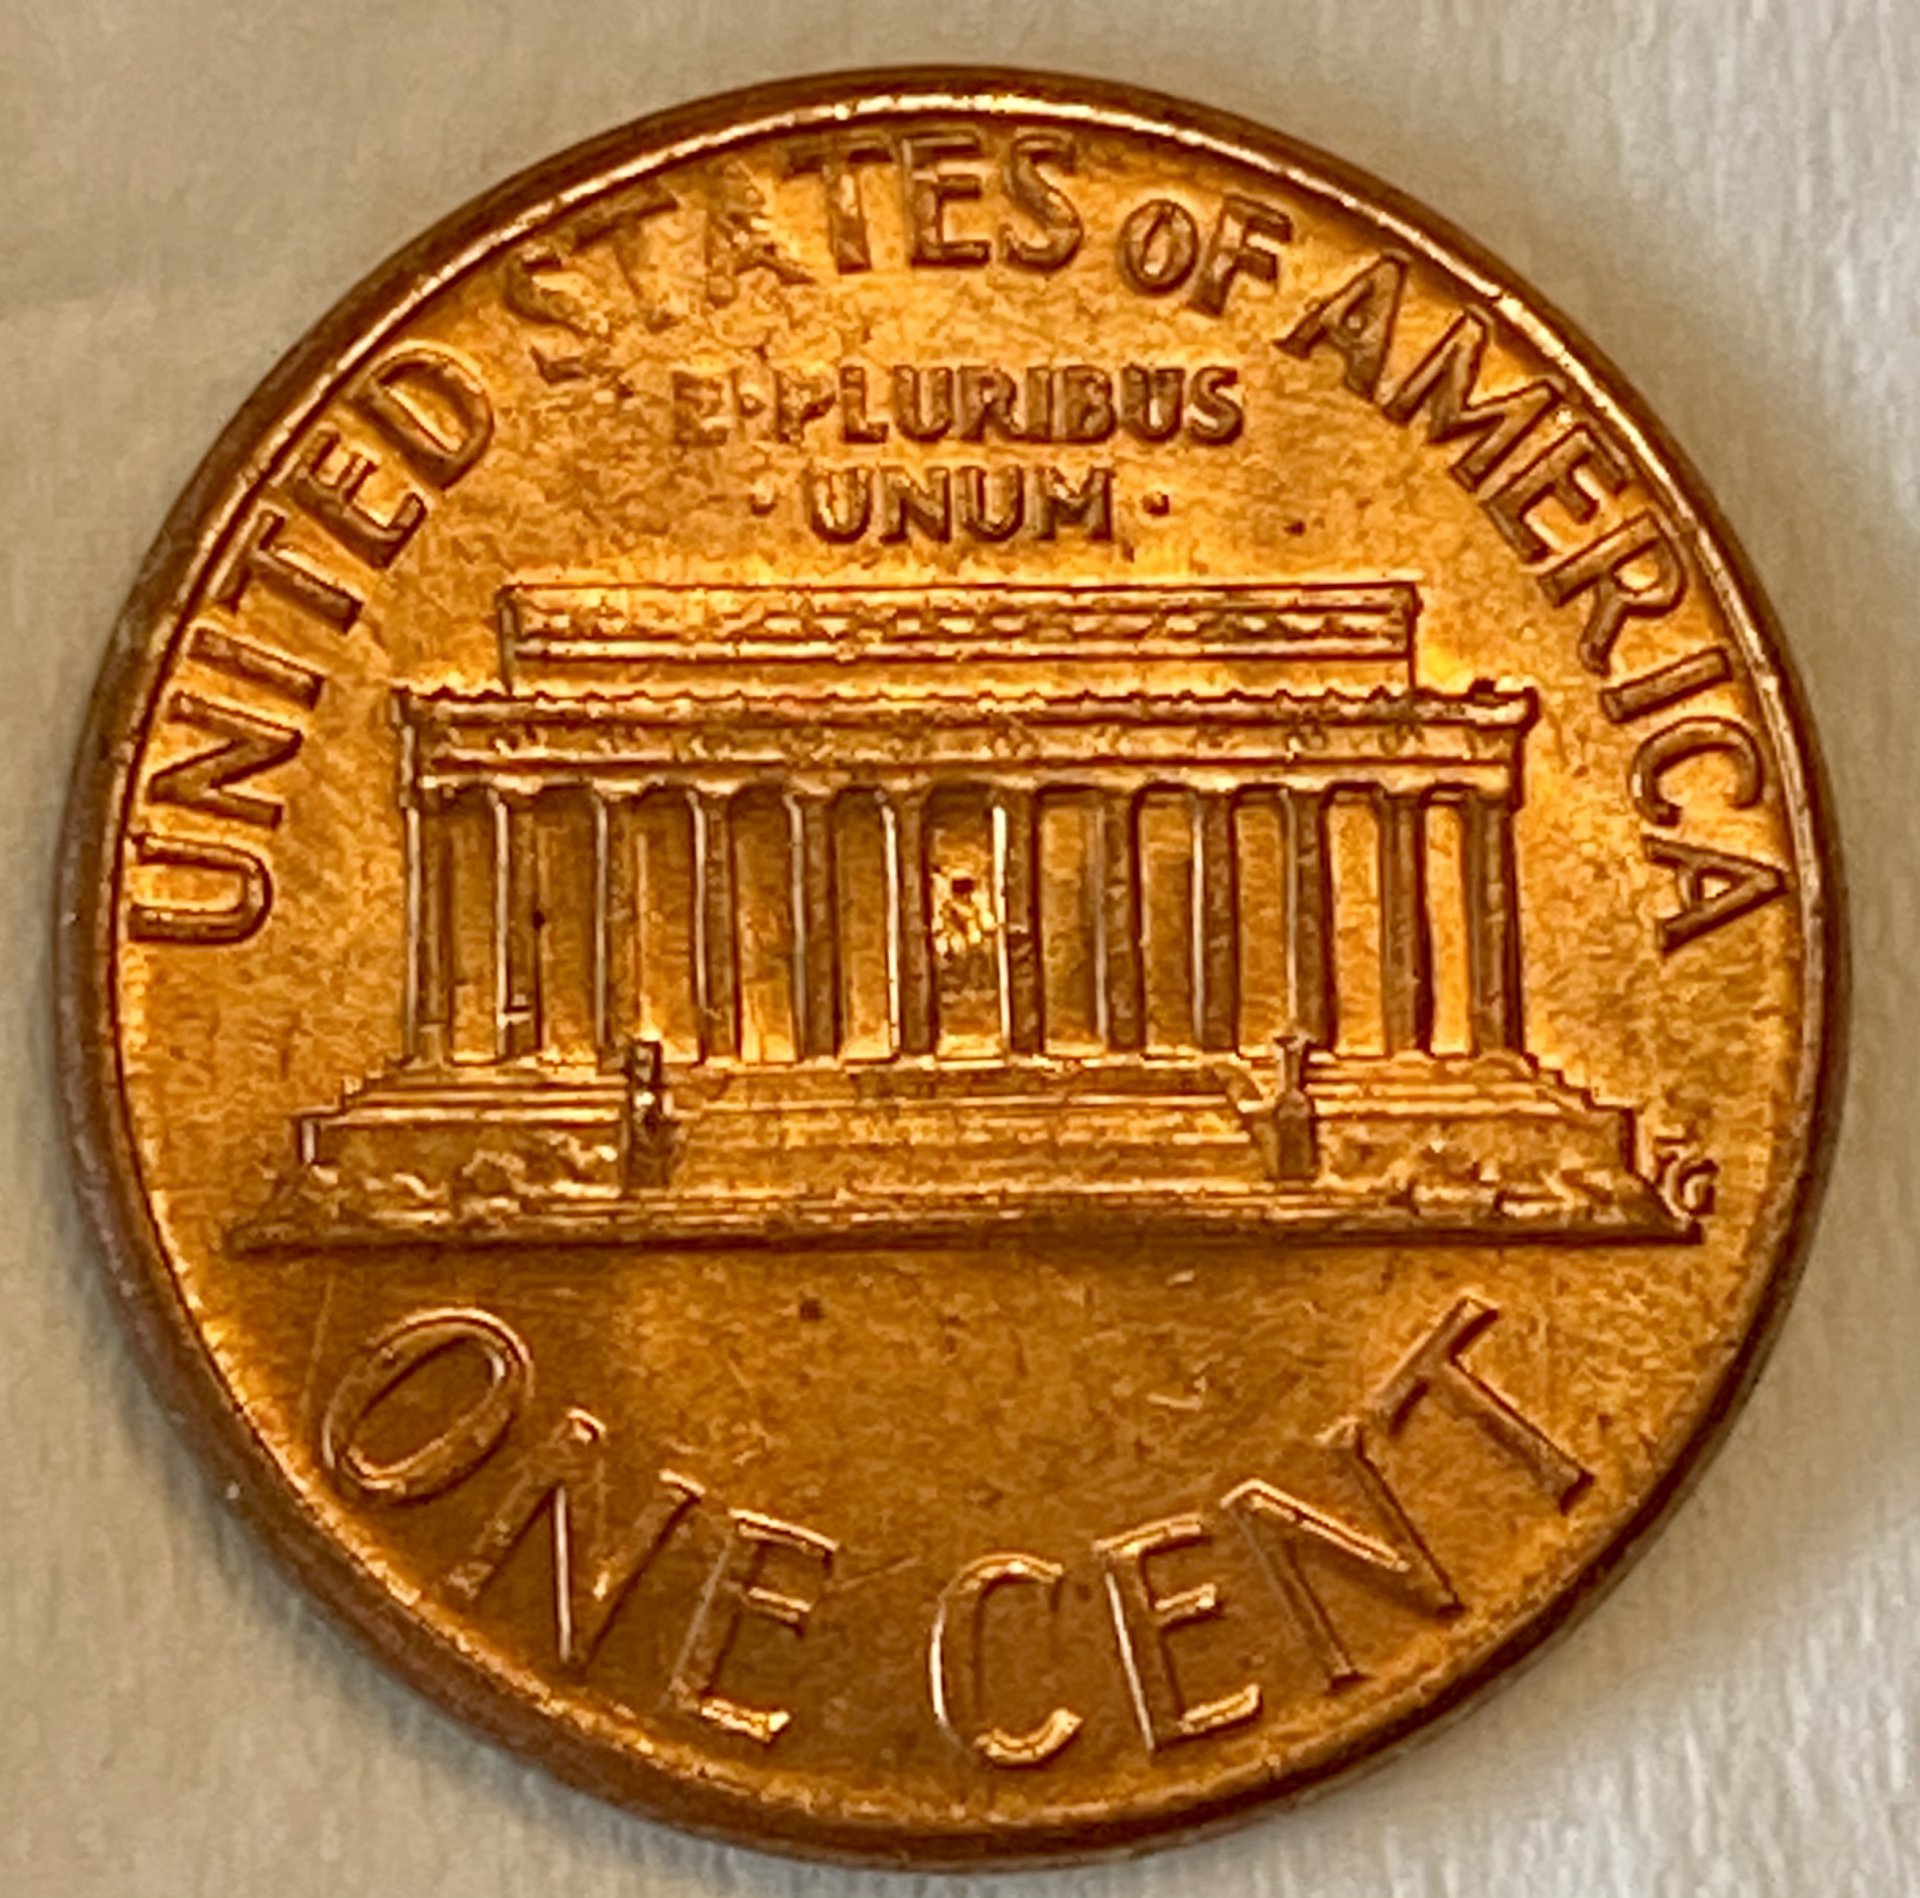 UNITED STATES OF AMERICA
E·PLURIBUS
·UNUM·
FG
ONE CENT